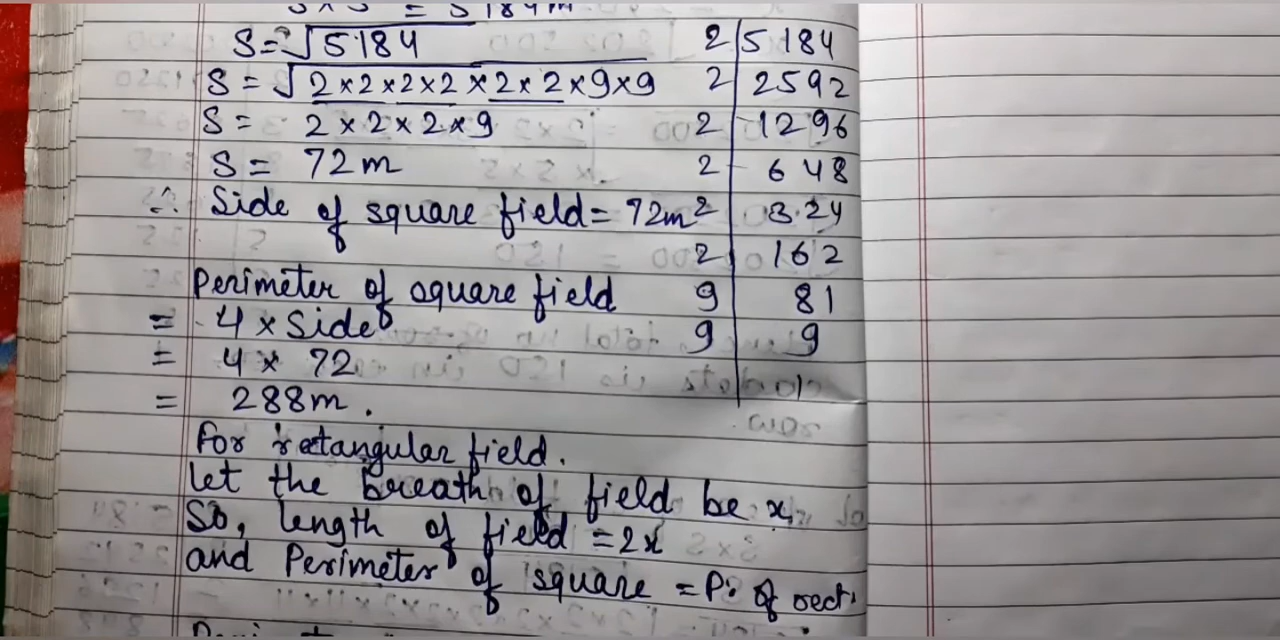 S×S = 5184m
S= √5184
S = √2×2×2×2×2×2×9×9
S = 2×2×2×9
S = 72m
∴ Side of square field = 72m
Perimeter of square field
= 4 × Side
= 4 × 72
= 288m.
2 | 5184
2 | 2592
2 | 1296
2 | 648
2 | 324
2 | 162
9 | 81
9 | 9
| 1
for rectangular field.
let the breath of field be x,
So, length of field = 2x
and Perimeter of square = P. of rect.